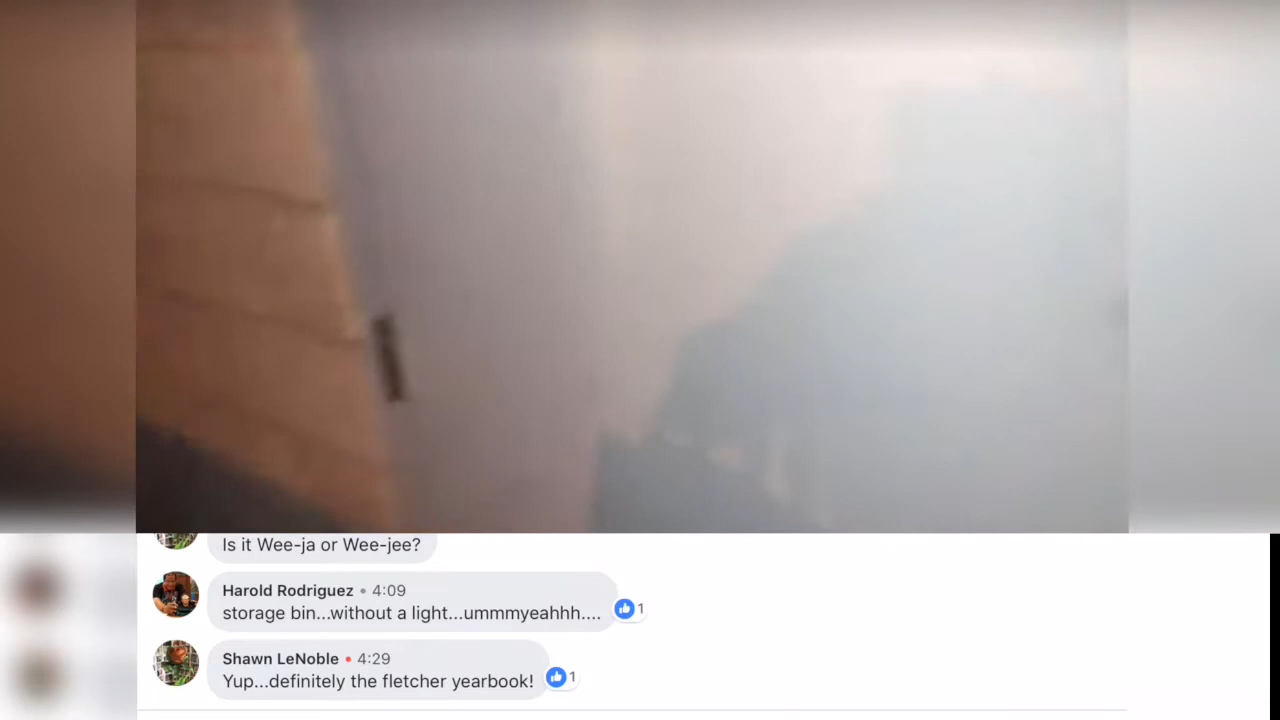 Is it Wee-ja or Wee-jee?
Harold Rodriguez • 4:09
storage bin...without a light...ummmyeahhh....
1
Shawn LeNoble • 4:29
Yup...definitely the fletcher yearbook!
1